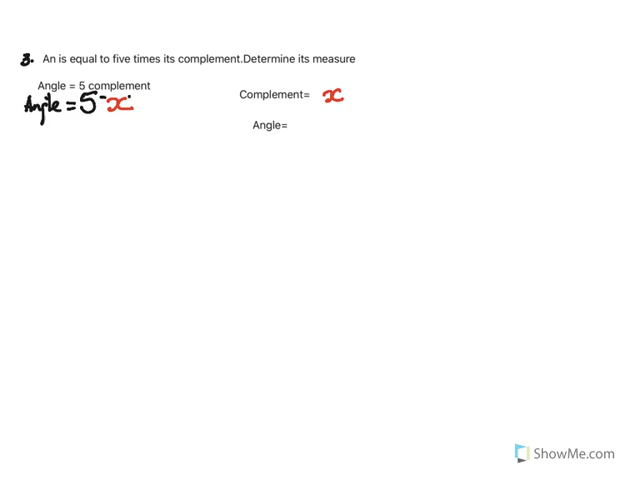 3. An is equal to five times its complement.Determine its measure
Angle = 5 complement
Angle = 5 x
Complement= x
Angle=
ShowMe.com